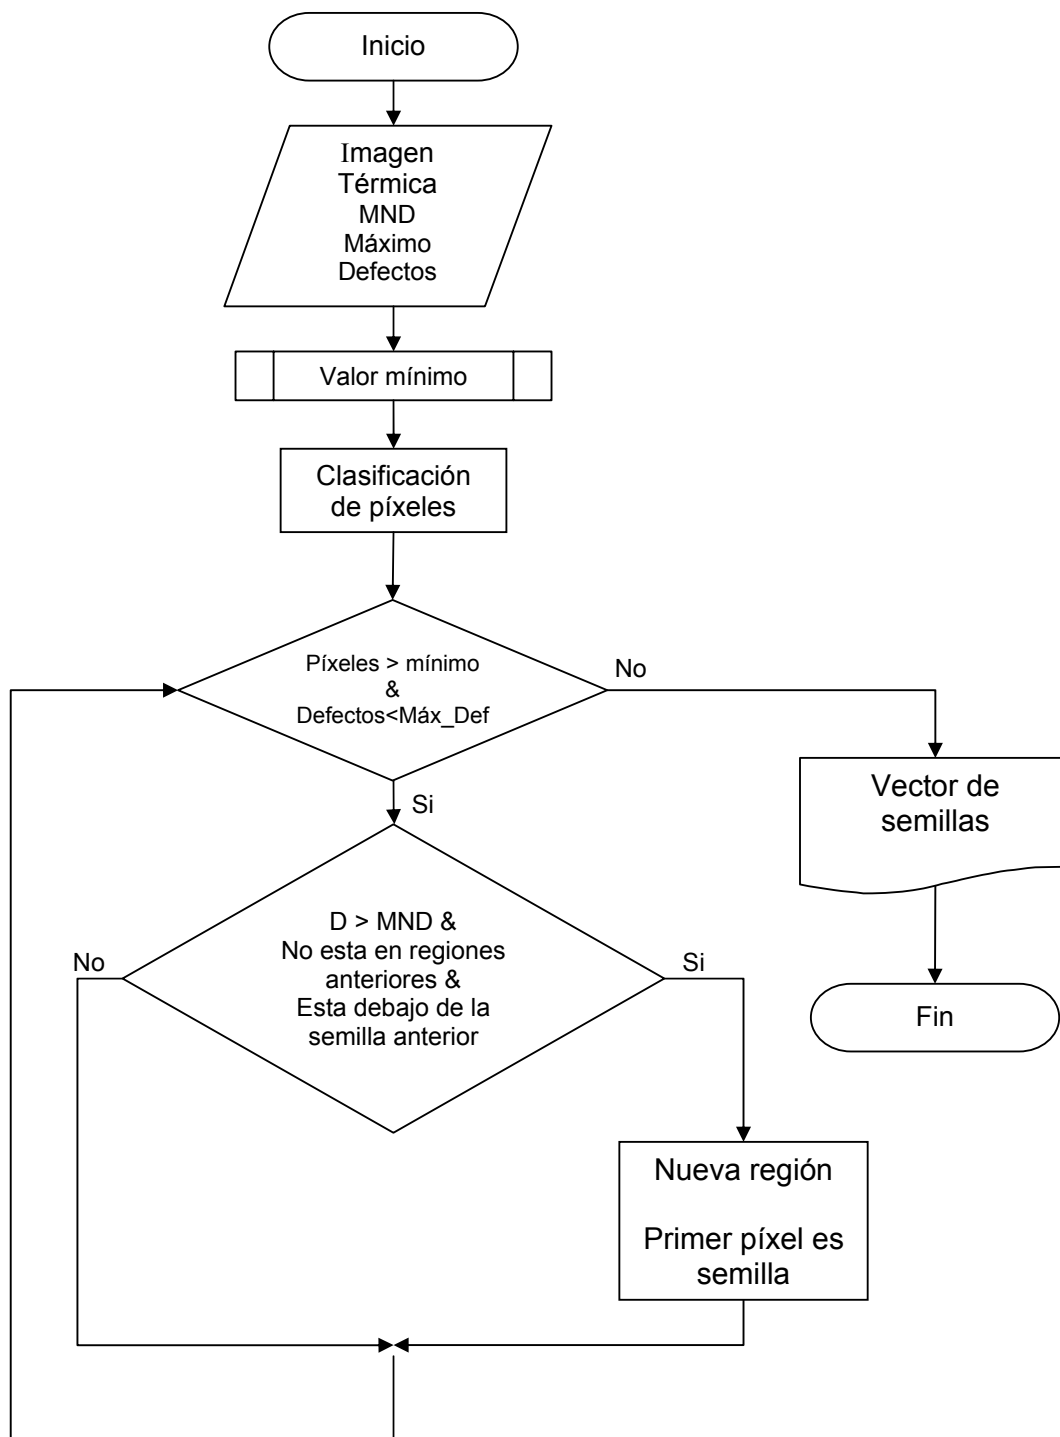 Inicio
Imagen
Térmica
MND
Máximo
Defectos
Valor mínimo
Clasificación
de píxeles
Píxeles > mínimo
&
Defectos<Máx_Def
No
Si
Vector de
semillas
D > MND &
No esta en regiones
anteriores &
Esta debajo de la
semilla anterior
No
Si
Fin
Nueva región
Primer píxel es
semilla